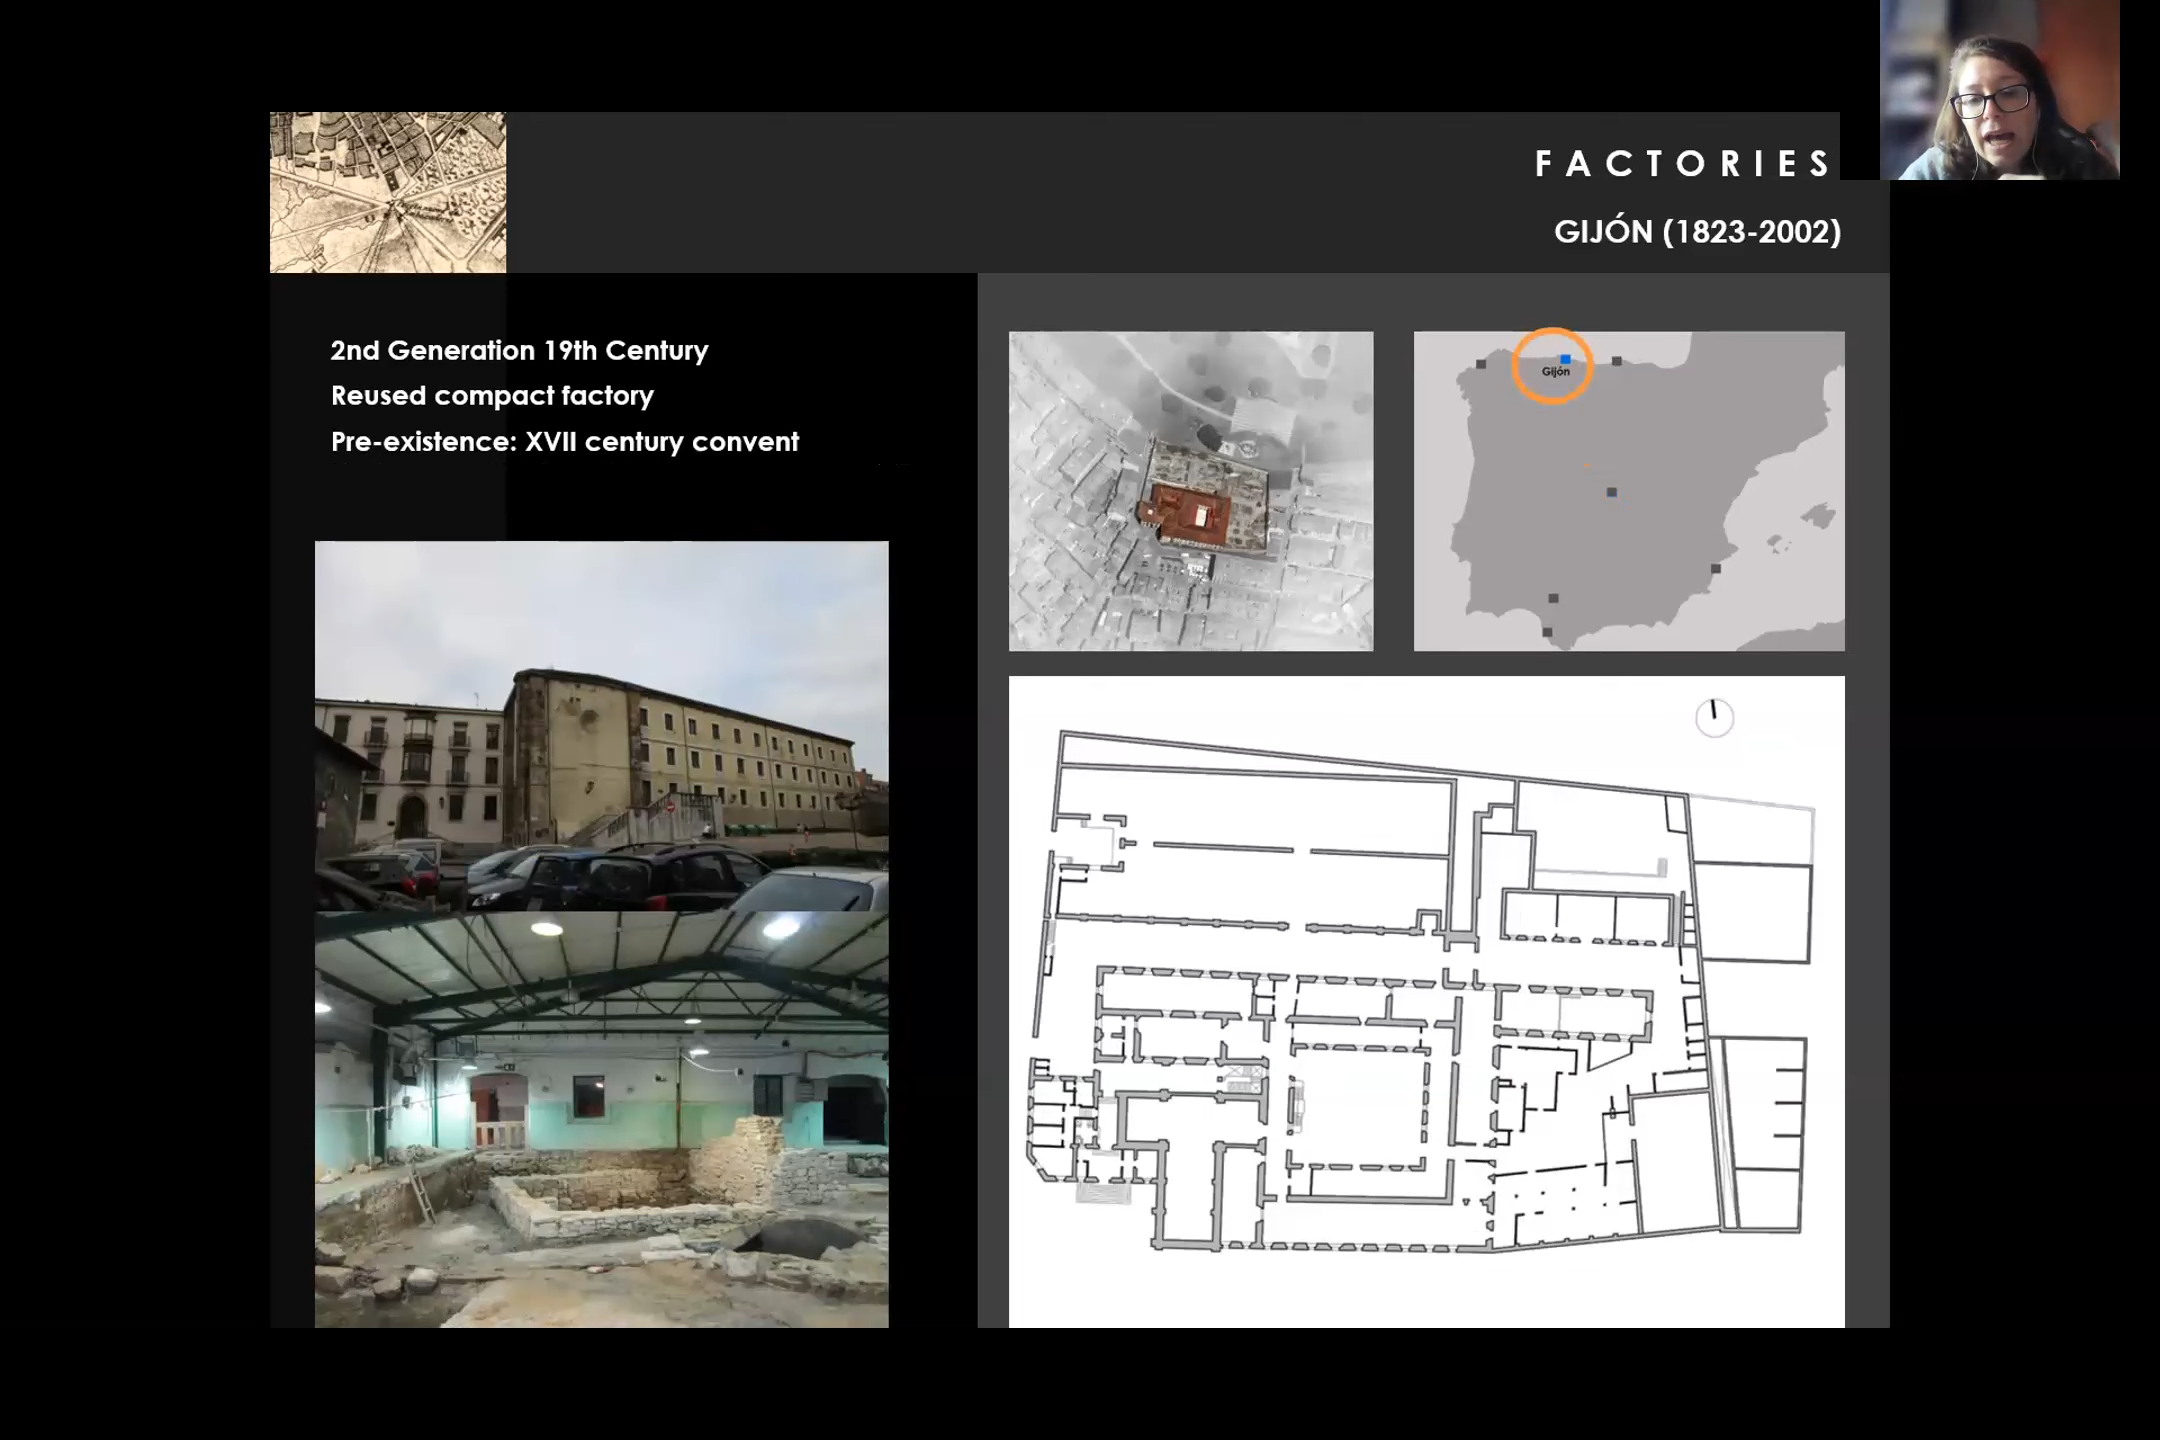 FACTORIES
GIJÓN (1823-2002)
2nd Generation 19th Century
Reused compact factory
Pre-existence: XVII century convent
Gijón